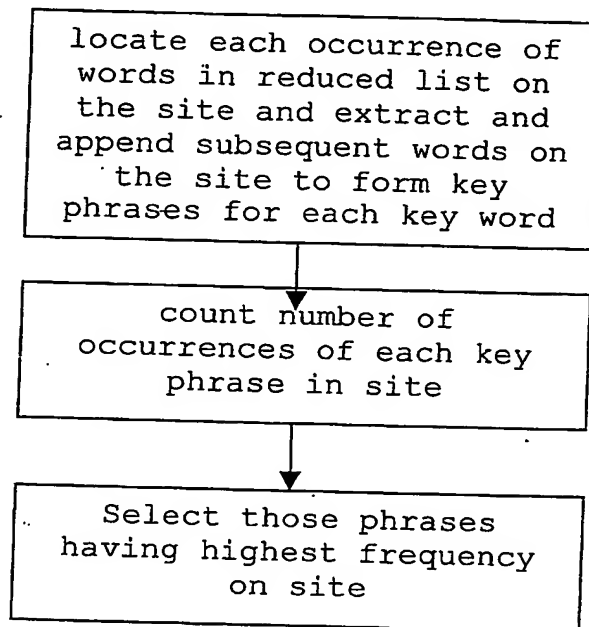 locate each occurrence of
words in reduced list on
the site and extract and
append subsequent words on
the site to form key
phrases for each key word
count number of
occurrences of each key
phrase in site
Select those phrases
having highest frequency
on site